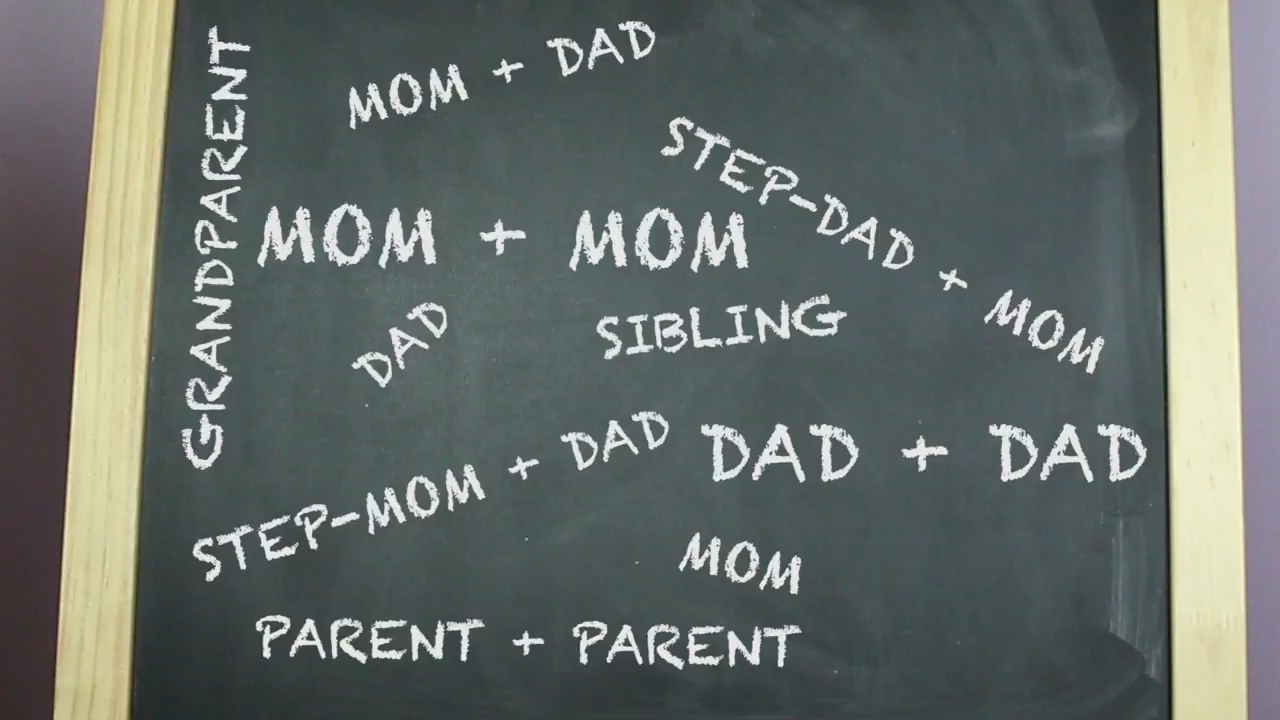 GRANDPARENT
MOM + DAD
STEP-DAD + MOM
MOM + MOM
DAD
SIBLING
STEP-MOM + DAD
DAD + DAD
MOM
PARENT + PARENT